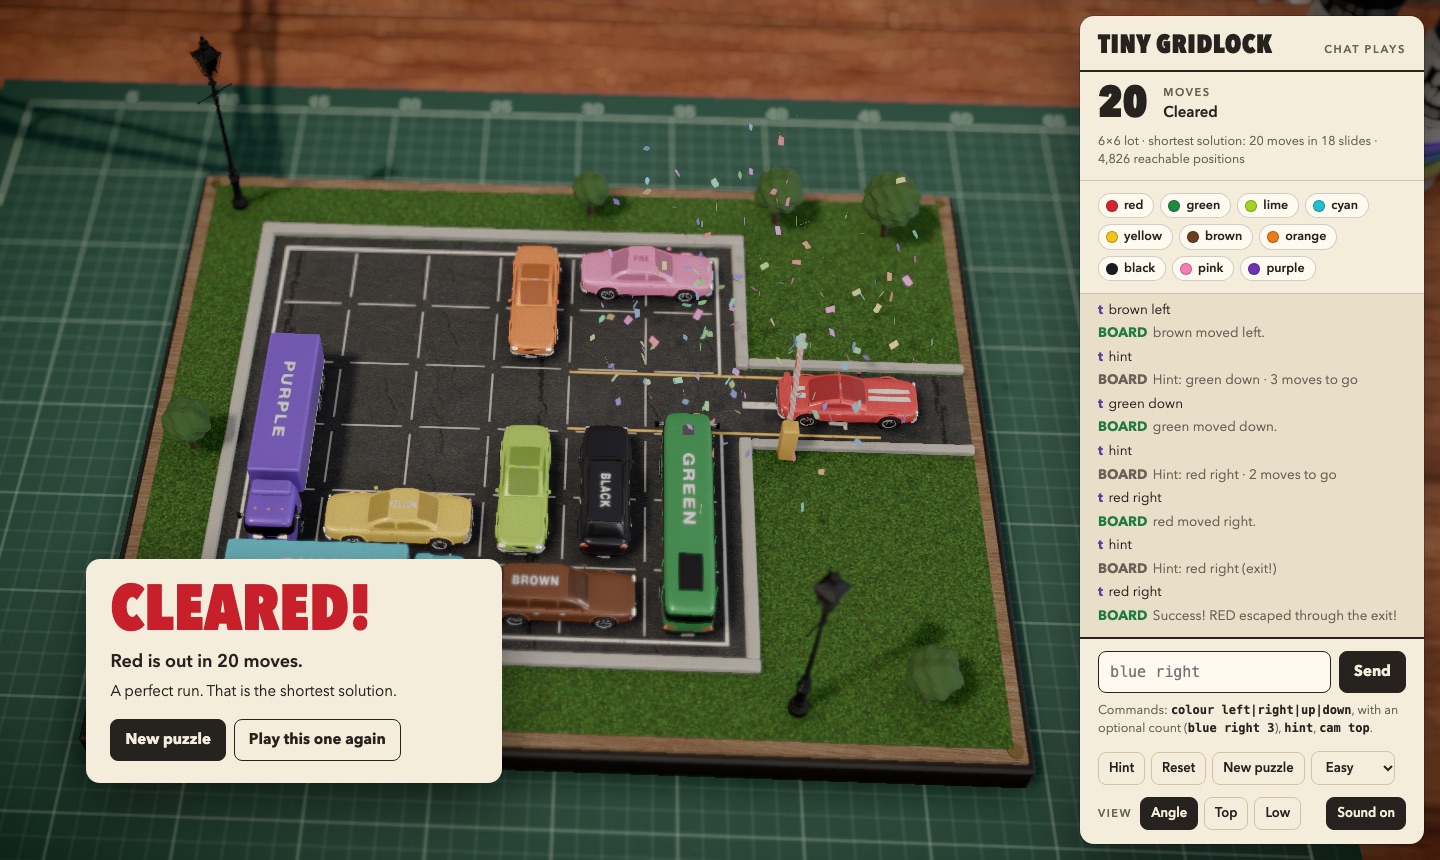 TINY GRIDLOCK
CHAT PLAYS
20
MOVES
Cleared
6×6 lot · shortest solution: 20 moves in 18 slides ·
4,826 reachable positions
red
green
lime
cyan
yellow
brown
orange
black
pink
purple
t brown left
BOARD brown moved left.
t hint
BOARD Hint: green down · 3 moves to go
t green down
BOARD green moved down.
t hint
BOARD Hint: red right · 2 moves to go
t red right
BOARD red moved right.
t hint
BOARD Hint: red right (exit!)
t red right
BOARD Success! RED escaped through the exit!
blue right
Send
Commands: colour left|right|up|down, with an
optional count (blue right 3), hint, cam top.
Hint
Reset
New puzzle
Easy
VIEW
Angle
Top
Low
Sound on
PINK
PURPLE
YELLOW
BLACK
GREEN
BROWN
CLEARED!
Red is out in 20 moves.
A perfect run. That is the shortest solution.
New puzzle
Play this one again